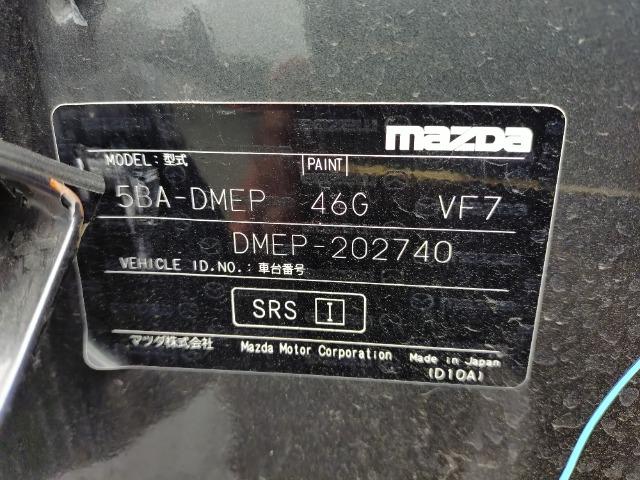 mazda
MODEL: 型式 PAINT
5BA-DMEP 46G VF7
DMEP-202740
VEHICLE ID.NO.: 車台番号
SRS I
マツダ株式会社 Mazda Motor Corporation Made in Japan
(D10A)